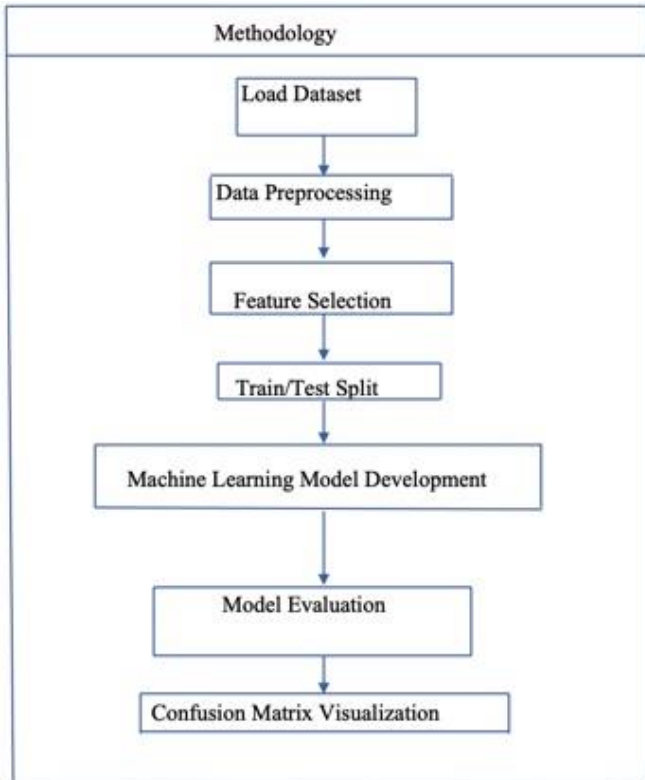 Methodology
Load Dataset
Data Preprocessing
Feature Selection
Train/Test Split
Machine Learning Model Development
Model Evaluation
Confusion Matrix Visualization